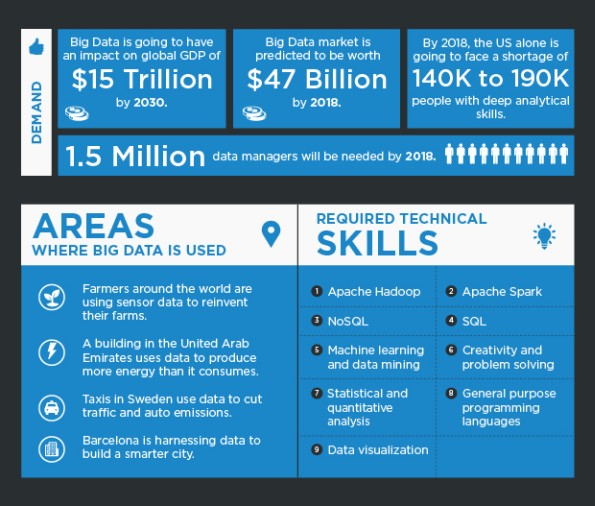 DEMAND
Big Data is going to have
an impact on global GDP of
$15 Trillion
by 2030.
Big Data market is
predicted to be worth
$47 Billion
by 2018.
By 2018, the US alone is
going to face a shortage of
140K to 190K
people with deep analytical
skills.
1.5 Million data managers will be needed by 2018.
AREAS
WHERE BIG DATA IS USED
Farmers around the world are
using sensor data to reinvent
their farms.
A building in the United Arab
Emirates uses data to produce
more energy than it consumes.
Taxis in Sweden use data to cut
traffic and auto emissions.
Barcelona is harnessing data to
build a smarter city.
REQUIRED TECHNICAL
SKILLS
1 Apache Hadoop
2 Apache Spark
3 NoSQL
4 SQL
5 Machine learning
and data mining
6 Creativity and
problem solving
7 Statistical and
quantitative
analysis
8 General purpose
programming
languages
9 Data visualization